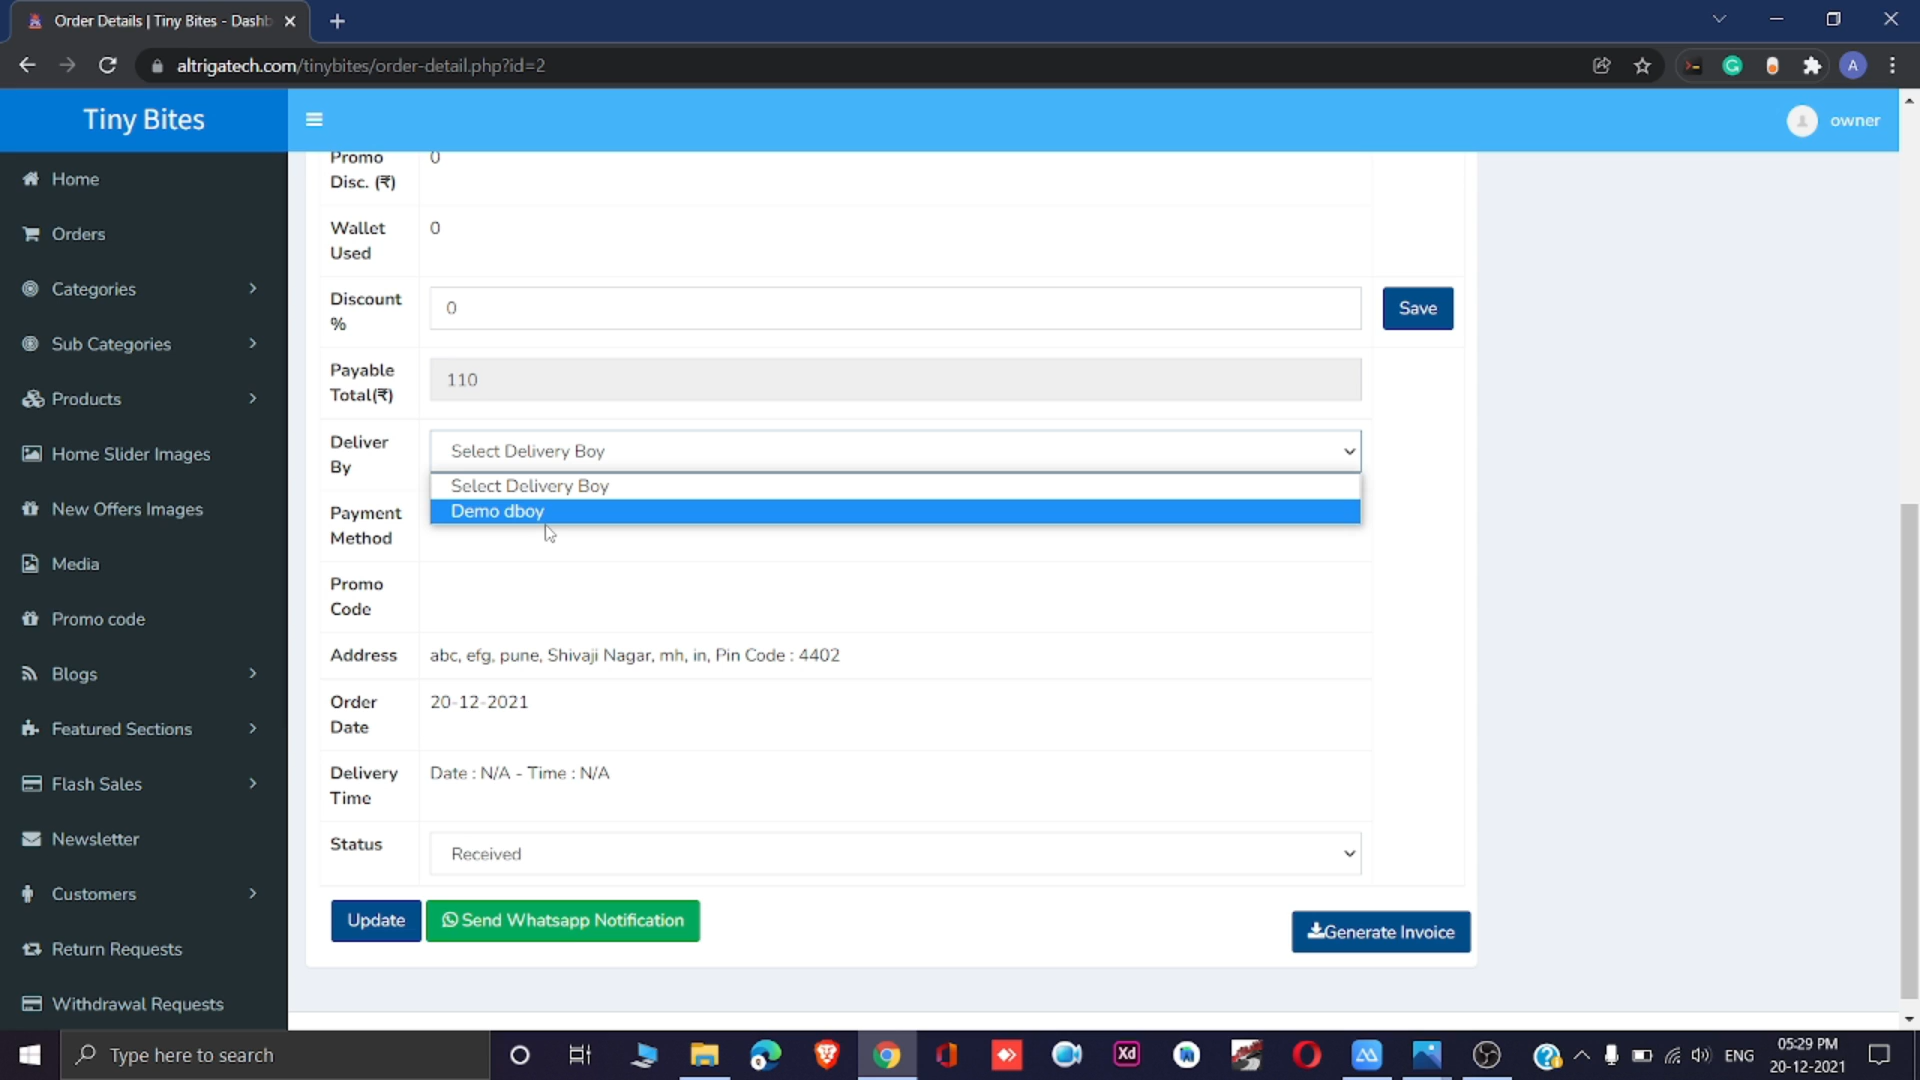 Order Details | Tiny Bites - Dashb
altrigatech.com/tinybites/order-detail.php?id=2
A
Tiny Bites
owner
Home
Orders
Categories
Sub Categories
Products
Home Slider Images
New Offers Images
Media
Promo code
Blogs
Featured Sections
Flash Sales
Newsletter
Customers
Return Requests
Withdrawal Requests
Promo
Disc. (₹)
0
Wallet
Used
0
Discount
%
0
Save
Payable
Total(₹)
110
Deliver
By
Select Delivery Boy
Select Delivery Boy
Demo dboy
Payment
Method
Promo
Code
Address
abc, efg, pune, Shivaji Nagar, mh, in, Pin Code : 4402
Order
Date
20-12-2021
Delivery
Time
Date : N/A - Time : N/A
Status
Received
Update
Send Whatsapp Notification
Generate Invoice
Type here to search
Xd
ENG
05:29 PM
20-12-2021